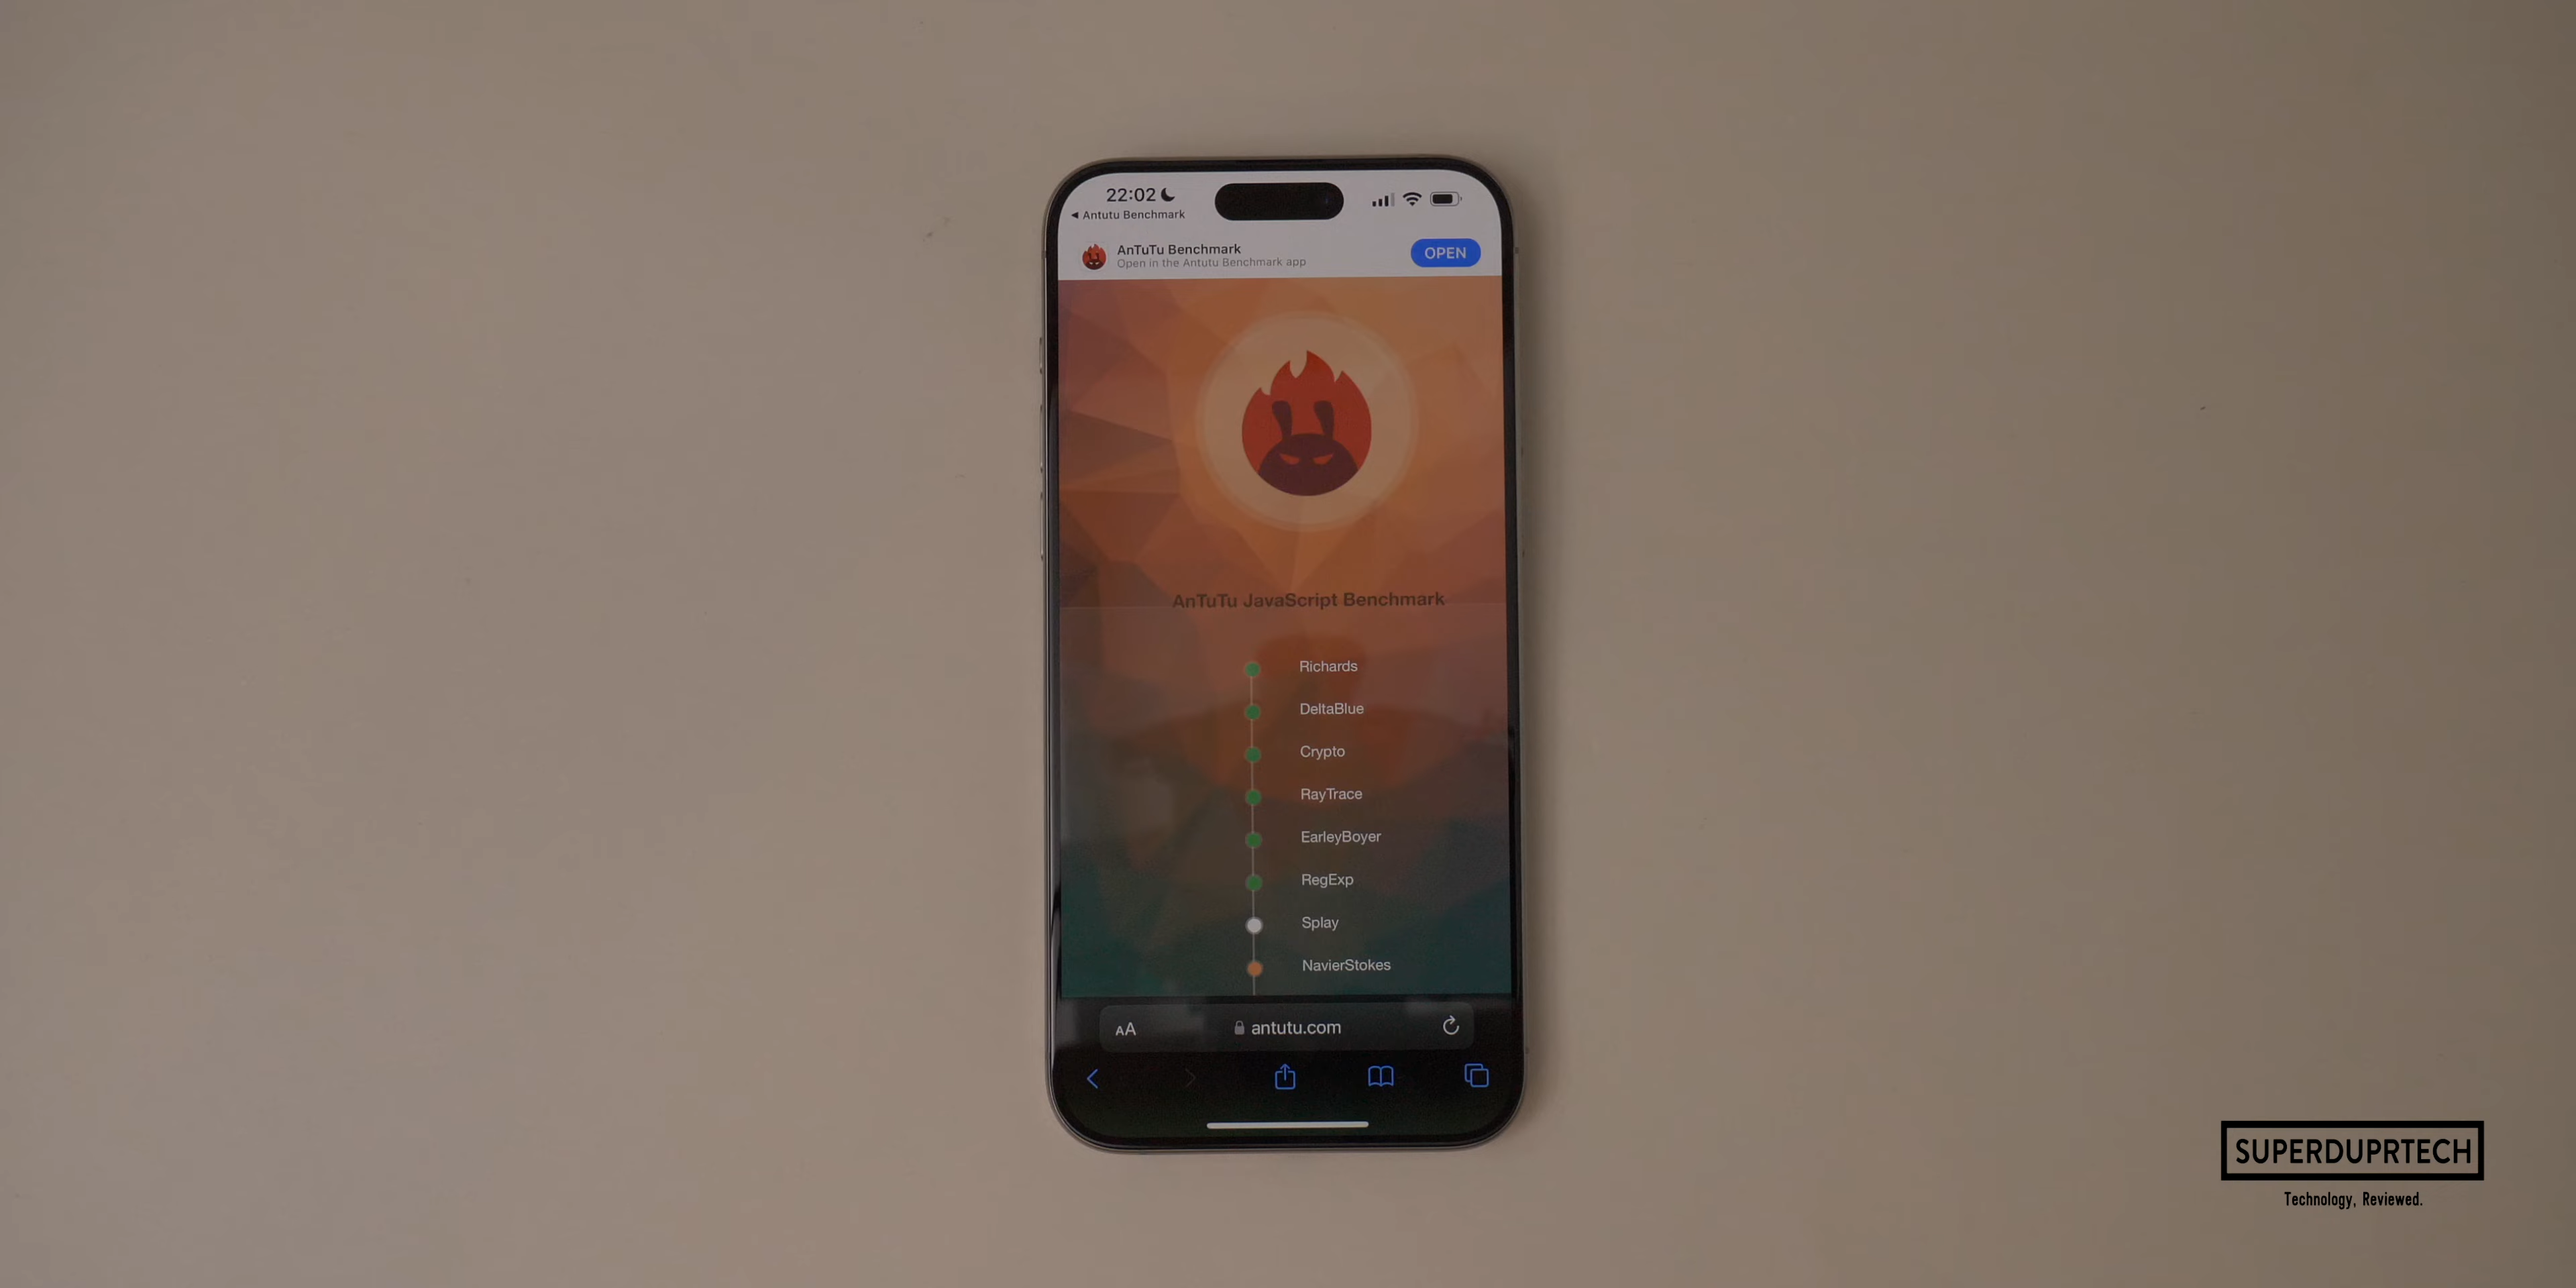 22:02
◀ Antutu Benchmark
AnTuTu Benchmark
Open in the Antutu Benchmark app
OPEN
AnTuTu JavaScript Benchmark
Richards
DeltaBlue
Crypto
RayTrace
EarleyBoyer
RegExp
Splay
NavierStokes
AA
antutu.com
SUPERDUPRTECH
Technology, Reviewed.